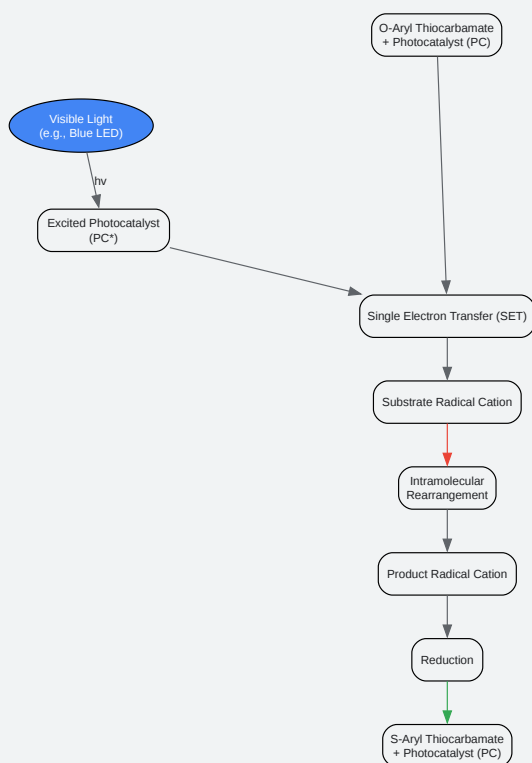 O-Aryl Thiocarbamate
+ Photocatalyst (PC)
Visible Light
(e.g., Blue LED)
hv
Excited Photocatalyst
(PC*)
Single Electron Transfer (SET)
Substrate Radical Cation
Intramolecular
Rearrangement
Product Radical Cation
Reduction
S-Aryl Thiocarbamate
+ Photocatalyst (PC)